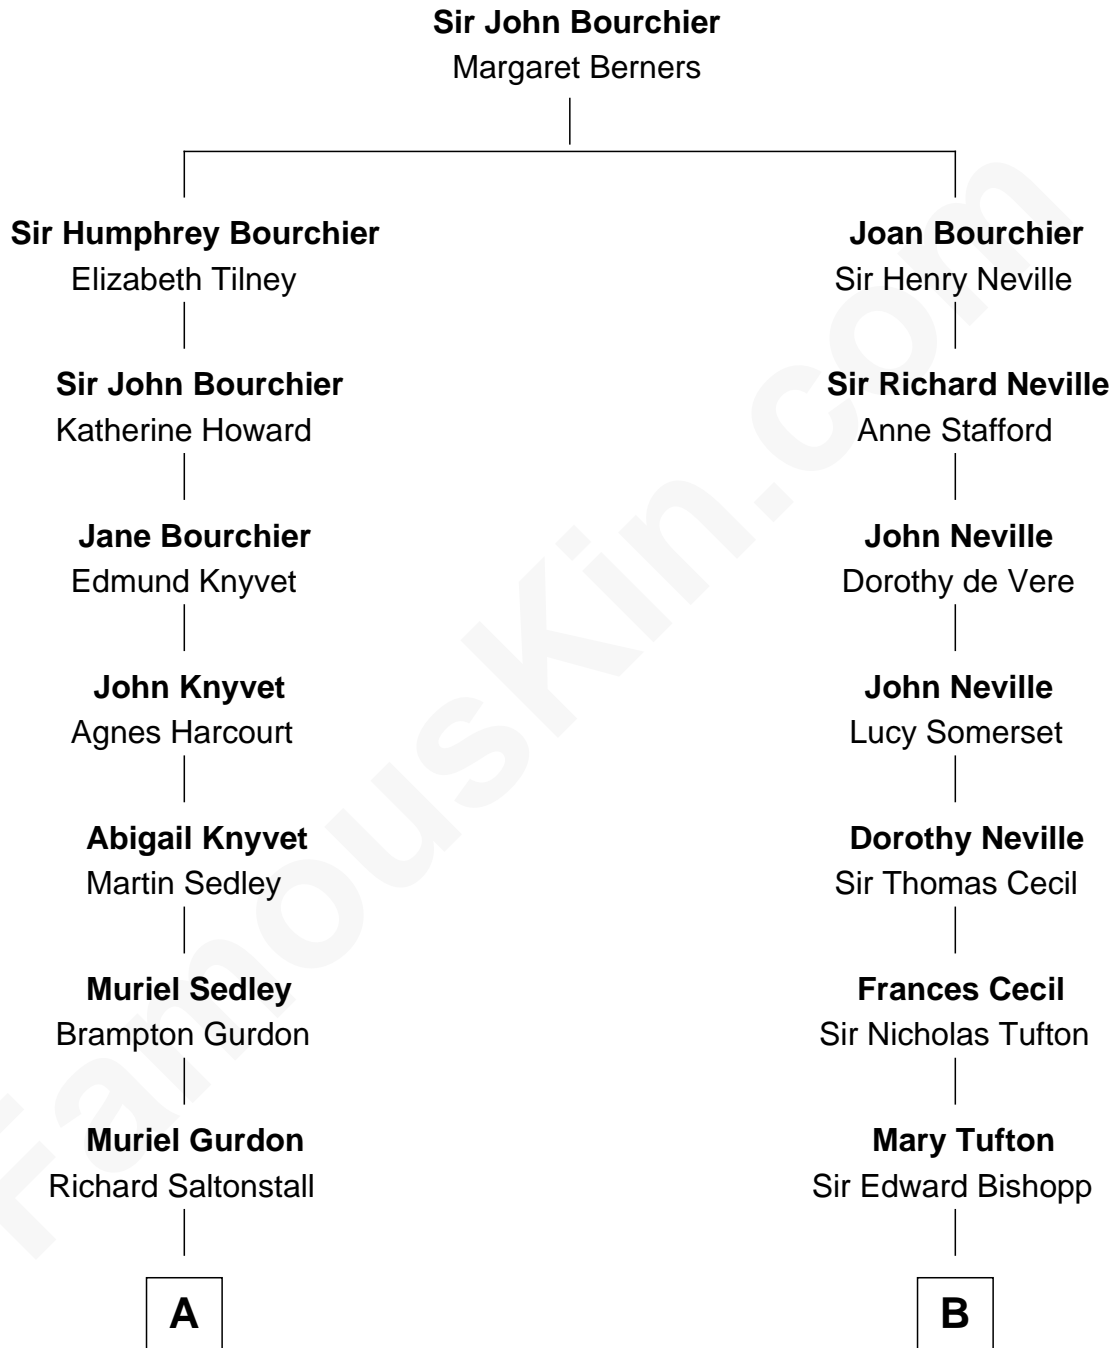 Sir John Bourchier
Margaret Berners
Sir Humphrey Bourchier
Elizabeth Tilney
Joan Bourchier
Sir Henry Neville
Sir John Bourchier
Katherine Howard
Sir Richard Neville
Anne Stafford
Jane Bourchier
Edmund Knyvet
John Neville
Dorothy de Vere
John Knyvet
Agnes Harcourt
John Neville
Lucy Somerset
Abigail Knyvet
Martin Sedley
Dorothy Neville
Sir Thomas Cecil
Muriel Sedley
Brampton Gurdon
Frances Cecil
Sir Nicholas Tufton
Muriel Gurdon
Richard Saltonstall
Mary Tufton
Sir Edward Bishopp
A
B
FamousKin.com